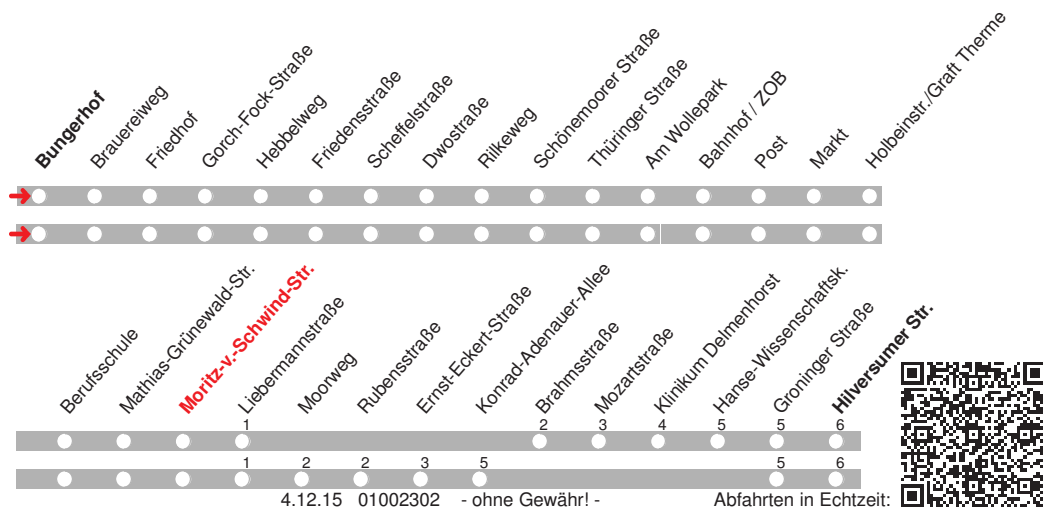 Bungerhof
Brauereiweg
Friedhof
Gorch-Fock-Straße
Hebbelweg
Friedensstraße
Scheffelstraße
Dwostraße
Rilkeweg
Schönemoorer Straße
Thüringer Straße
Am Wollepark
Bahnhof / ZOB
Post
Markt
Holbeinstr./Graft Therme
Berufsschule
Mathias-Grünewald-Str.
Moritz-v.-Schwind-Str.
Liebermannstraße
Moorweg
Rubensstraße
Ernst-Eckert-Straße
Konrad-Adenauer-Allee
Brahmsstraße
Mozartstraße
Klinikum Delmenhorst
Hanse-Wissenschaftsk.
Groninger Straße
Hilversumer Str.
1 2 3 4 5 5 6
1 2 2 3 5 5 6
4.12.15 01002302 - ohne Gewähr! - Abfahrten in Echtzeit: